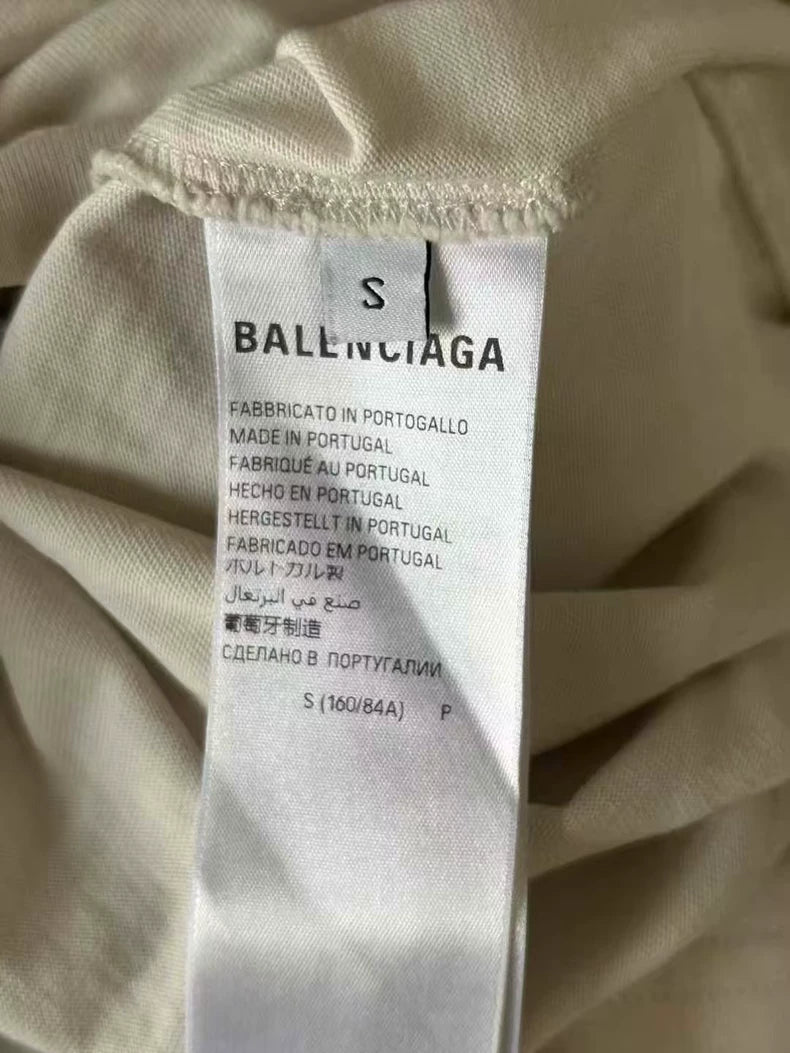 S
BALENCIAGA
FABBRICATO IN PORTOGALLO
MADE IN PORTUGAL
FABRIQUÉ AU PORTUGAL
HECHO EN PORTUGAL
HERGESTELLT IN PORTUGAL
FABRICADO EM PORTUGAL
ポルトガル製
صنع في البرتغال
葡萄牙制造
СДЕЛАНО В ПОРТУГАЛИИ
S (160/84A) P